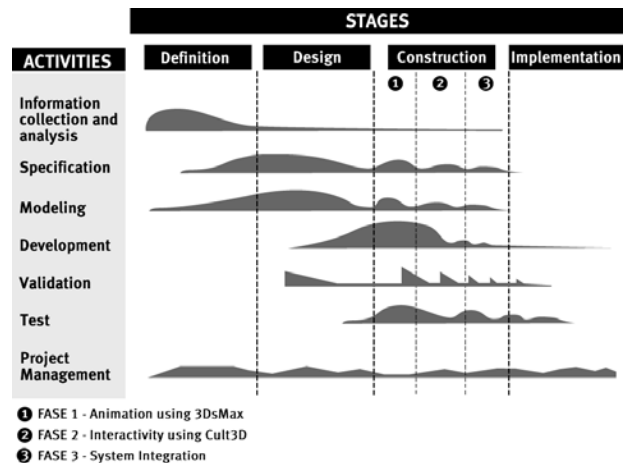 STAGES
ACTIVITIES
Definition
Design
Construction
Implementation
1 2 3
Information
collection and
analysis
Specification
Modeling
Development
Validation
Test
Project
Management
1 FASE 1 - Animation using 3DsMax
2 FASE 2 - Interactivity using Cult3D
3 FASE 3 - System Integration